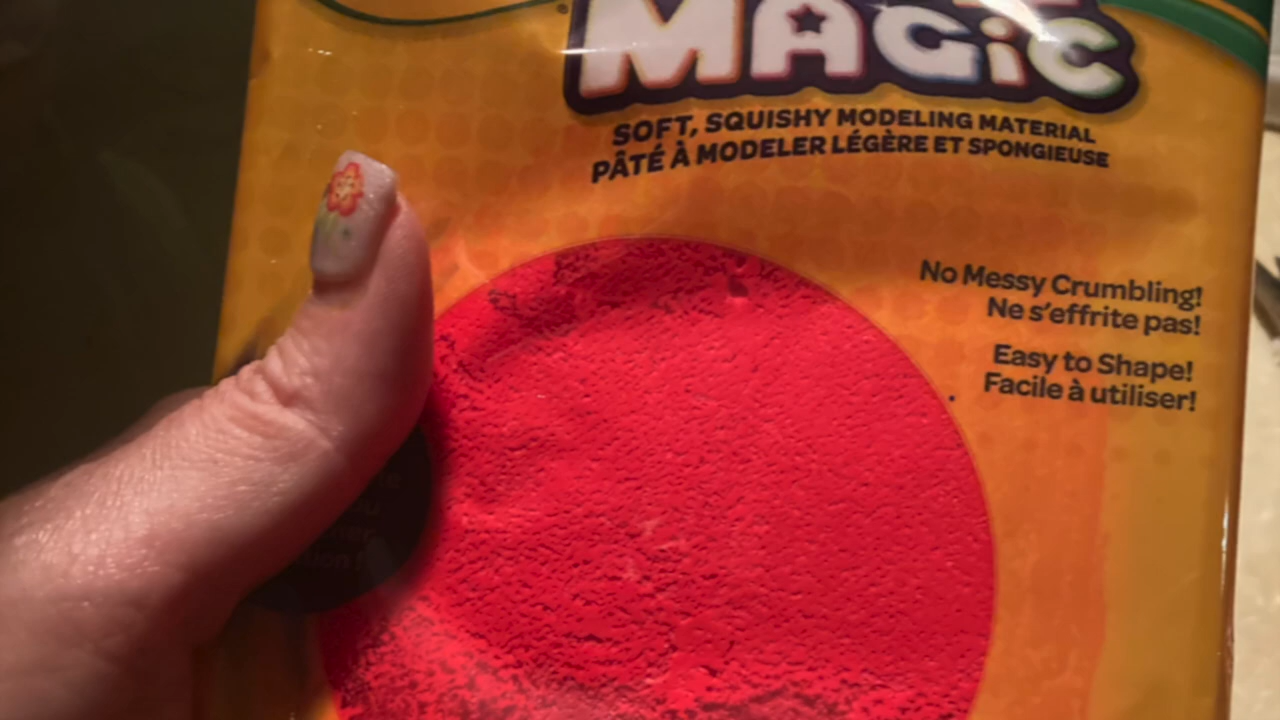 MAGiC
SOFT, SQUISHY MODELING MATERIAL
PÂTÉ À MODELER LÉGÈRE ET SPONGIEUSE
No Messy Crumbling!
Ne s'effrite pas!
Easy to Shape!
Facile à utiliser!